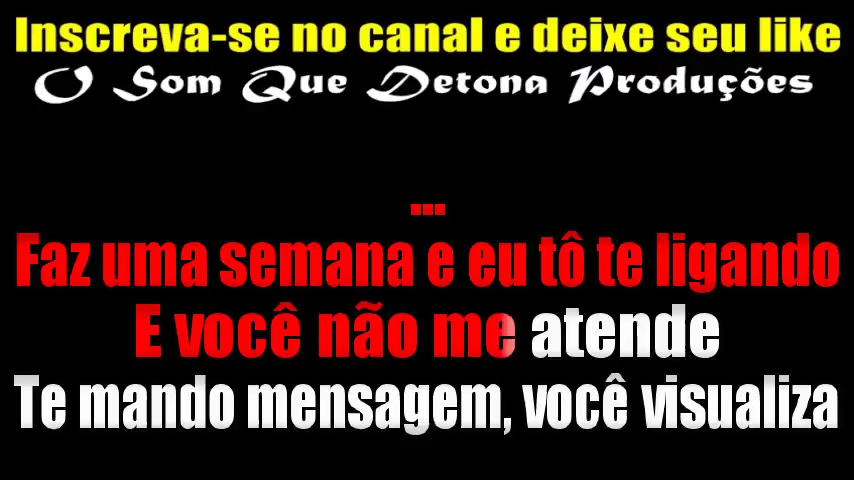 Inscreva-se no canal e deixe seu like
O Som Que Detona Produções
...
Faz uma semana e eu tô te ligando
E você não me atende
Te mando mensagem, você visualiza